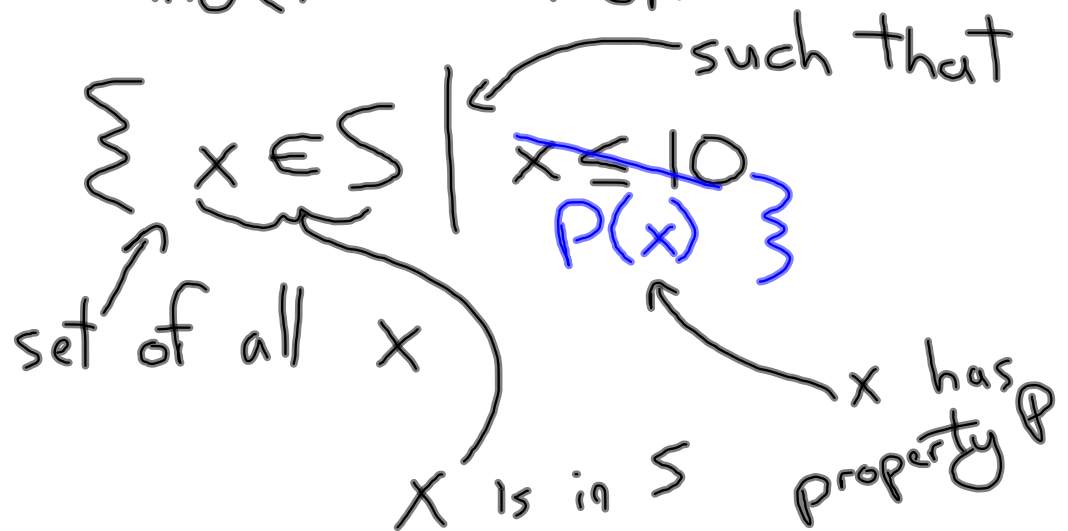 such that
{ x ∈ S | x ≤ 10
P(x) }
set of all x
x has
property P
x is in S